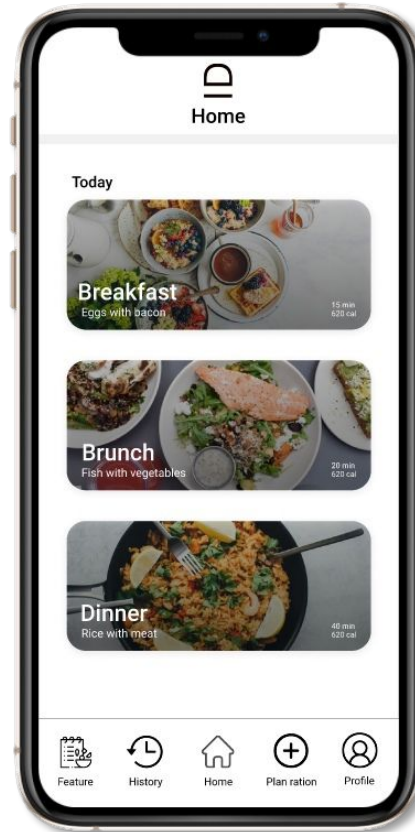 Home
Today
Breakfast
Eggs with bacon
15 min
620 cal
Brunch
Fish with vegetables
20 min
620 cal
Dinner
Rice with meat
40 min
620 cal
Feature
History
Home
Plan ration
Profile